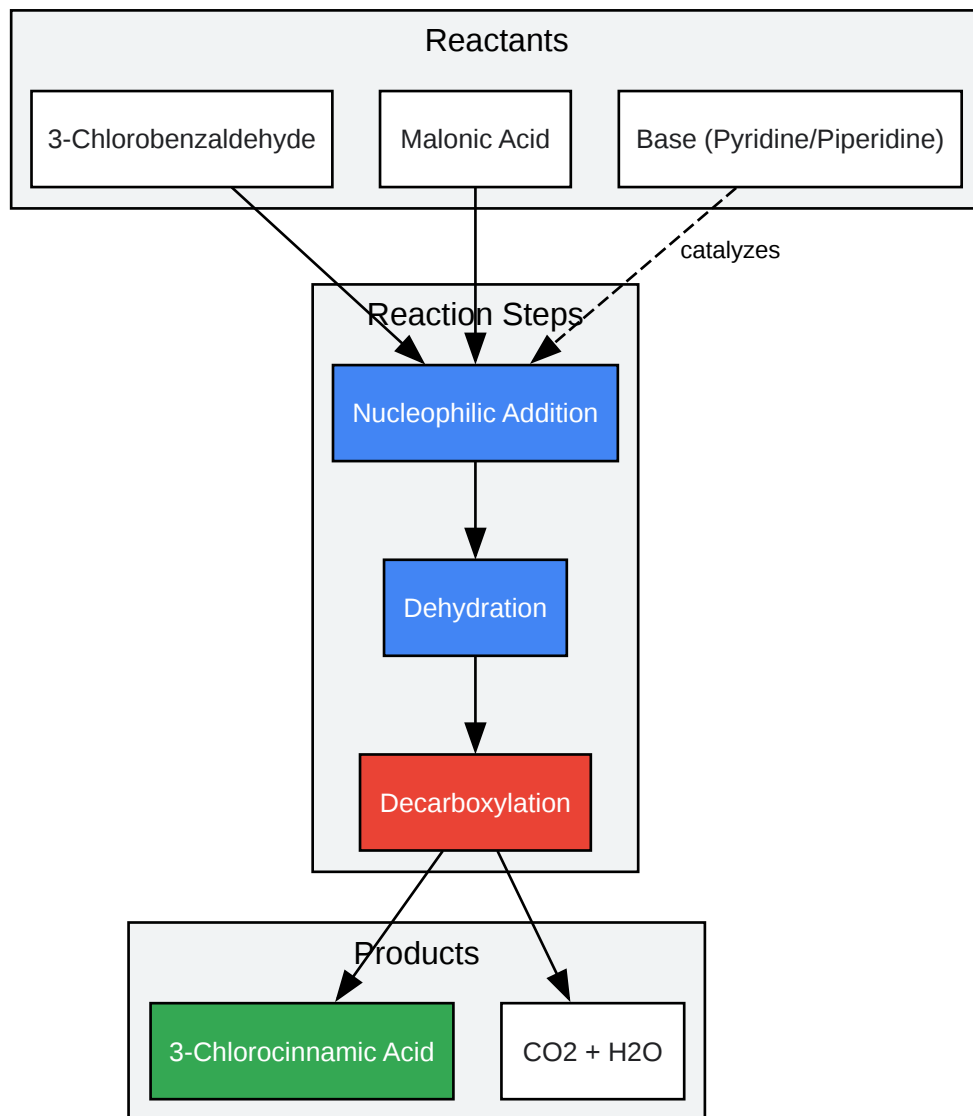 Reactants
3-Chlorobenzaldehyde
Malonic Acid
Base (Pyridine/Piperidine)
catalyzes
Reaction Steps
Nucleophilic Addition
Dehydration
Decarboxylation
Products
3-Chlorocinnamic Acid
CO2 + H2O